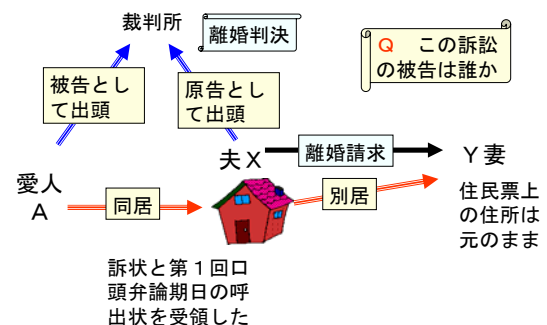 裁判所
離婚判決
Q この訴訟
の被告は誰か
被告とし
て出頭
原告とし
て出頭
夫X
離婚請求
Y妻
愛人
A
同居
別居
住民票上
の住所は
元のまま
訴状と第1回口
頭弁論期日の呼
出状を受領した